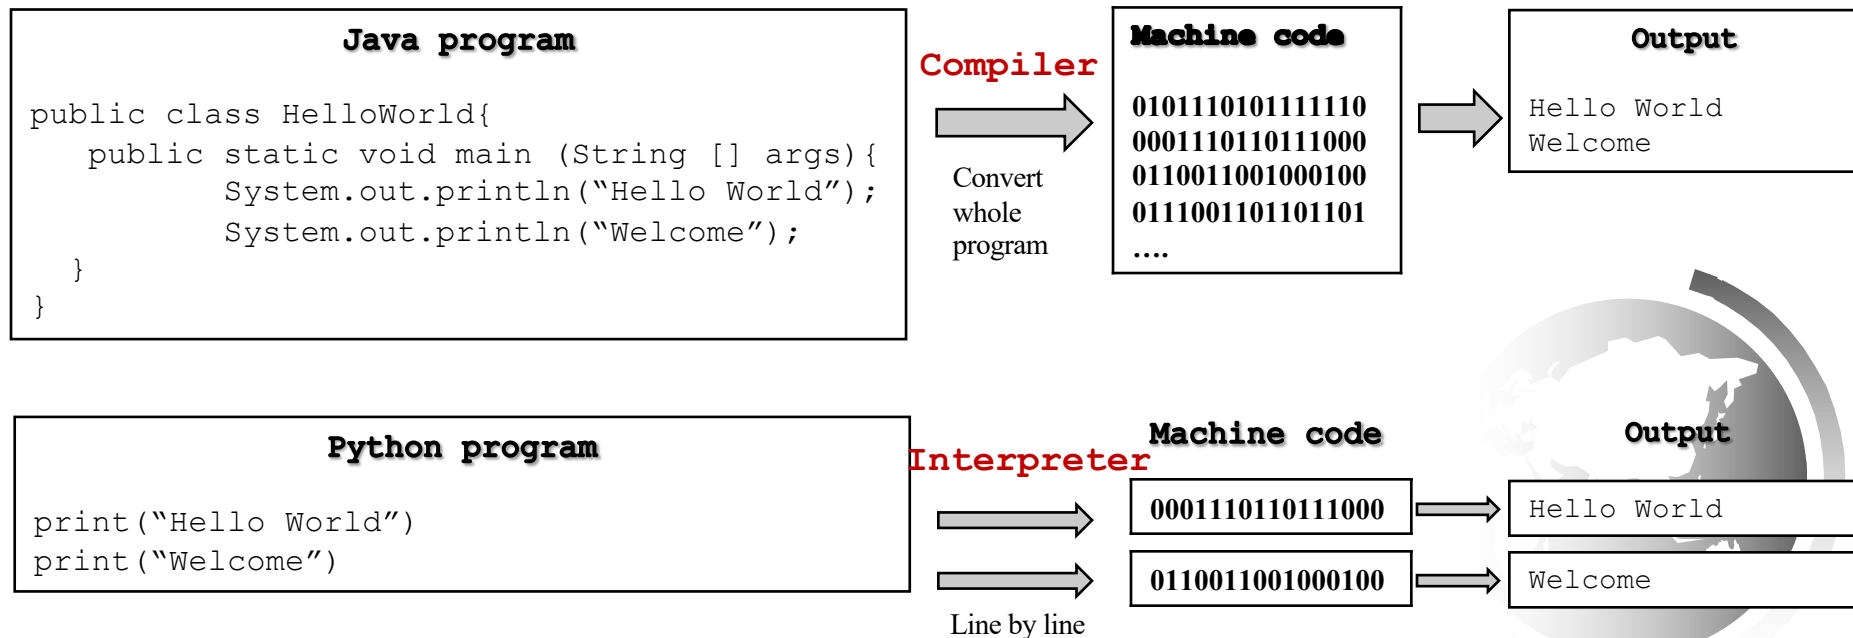 Java program
public class HelloWorld{
public static void main (String [] args){
System.out.println(“Hello World”);
System.out.println(“Welcome”);
}
}
Compiler
Convert
whole
program
Machine code
0101110101111110
0001110110111000
0110011001000100
0111001101101101
....
Output
Hello World
Welcome
Python program
print(“Hello World”)
print(“Welcome”)
Interpreter
Line by line
Machine code
0001110110111000
0110011001000100
Output
Hello World
Welcome